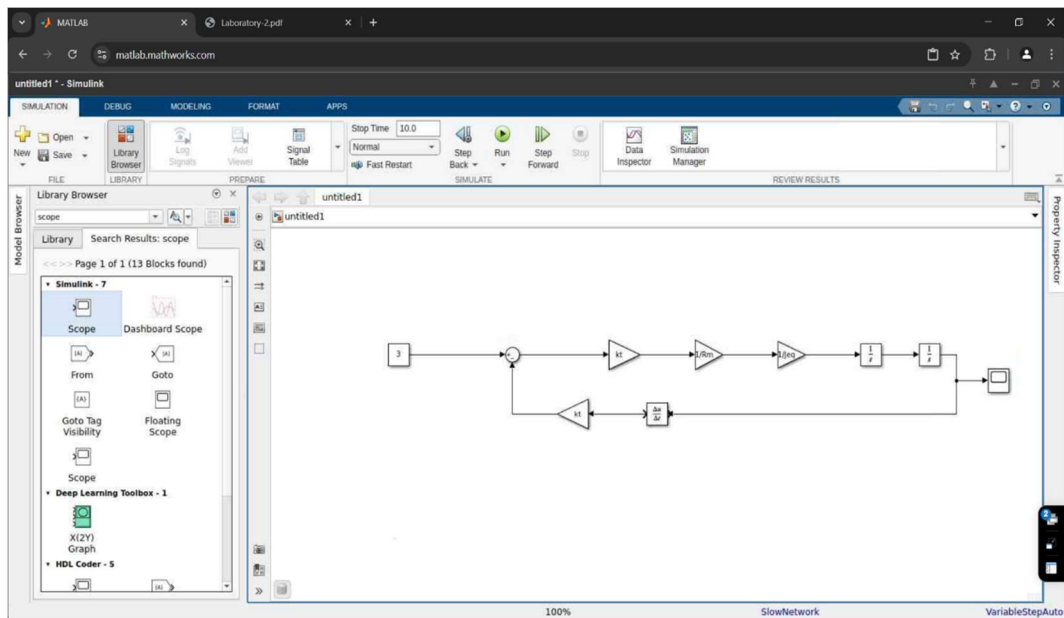 MATLAB
Laboratory-2.pdf
matlab.mathworks.com
untitled1 * - Simulink
SIMULATION DEBUG MODELING FORMAT APPS
New
Open
Save
FILE
Library Browser
LIBRARY
Log Signals
Add Viewer
Signal Table
PREPARE
Stop Time 10.0
Normal
Fast Restart
Step Back
Run
Step Forward
Stop
SIMULATE
Data Inspector
Simulation Manager
REVIEW RESULTS
Model Browser
Library Browser
scope
Library Search Results: scope
<< >> Page 1 of 1 (13 Blocks found)
Simulink - 7
Scope Dashboard Scope
{A} {A}
From Goto
{A}
Goto Tag Visibility
Floating Scope
Scope
Deep Learning Toolbox - 1
X(2Y) Graph
HDL Coder - 5
{A}
untitled1
untitled1
Property Inspector
3
kt
1/Rm
1/Jeq
1
s
1
s
kt
Δu
Δt
2
100%
SlowNetwork
VariableStepAuto